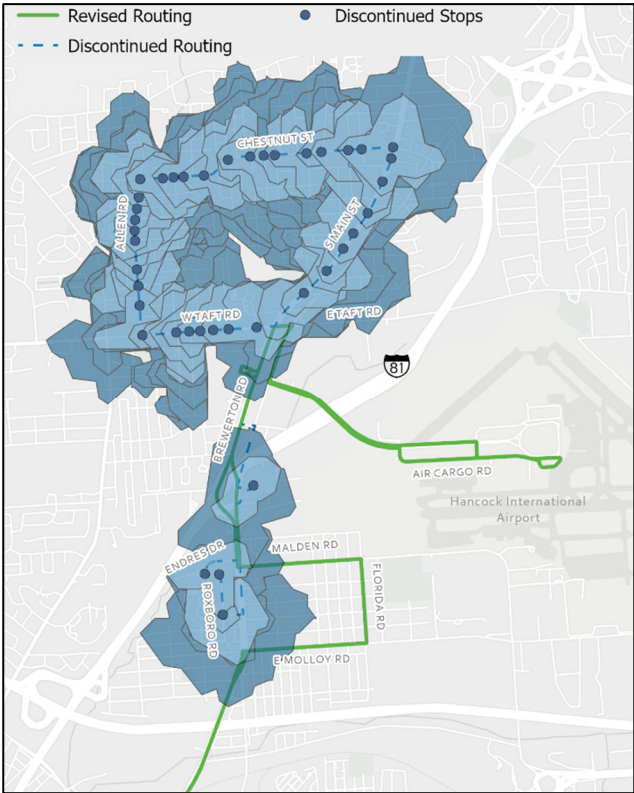 Revised Routing
Discontinued Stops
Discontinued Routing
CHESTNUT ST
ALLEN RD
S MAIN ST
W TAFT RD
E TAFT RD
81
BREWERTON RD
AIR CARGO RD
Hancock International
Airport
ENDRES DR
MALDEN RD
ROXBORO RD
FLORIDA RD
E MOLLOY RD